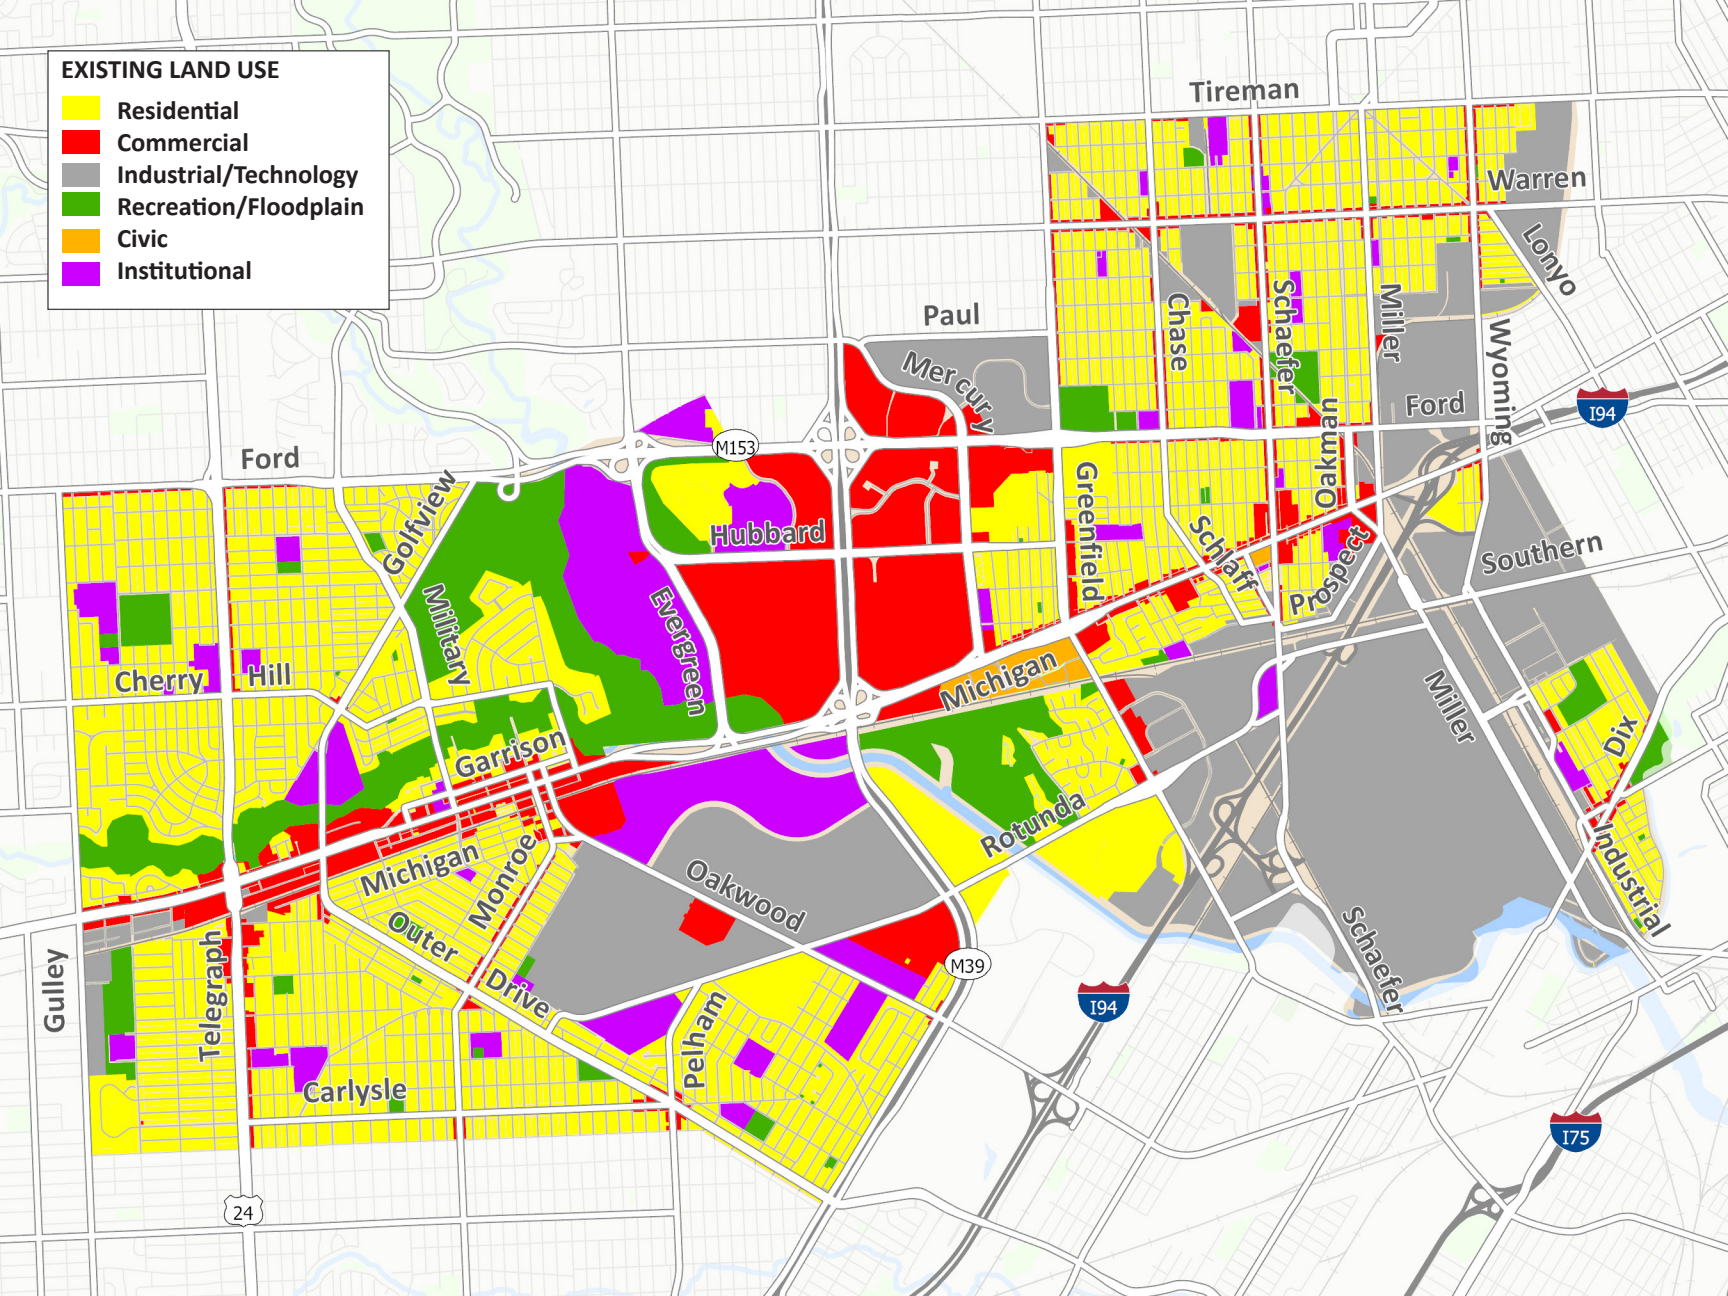 EXISTING LAND USE
Residential
Commercial
Industrial/Technology
Recreation/Floodplain
Civic
Institutional
Tireman
Warren
Lonyo
Paul
Mercury
Chase
Schaefer
Miller
Wyoming
Ford
I94
Oakman
M153
Ford
Golfview
Greenfield
Hubbard
Schlaff
Prospect
Southern
Military
Evergreen
Cherry Hill
Michigan
Miller
Dix
Garrison
Rotunda
Industrial
Michigan
Monroe
Oakwood
Outer Drive
Schaefer
Gulley
Telegraph
M39
I94
Pelham
Carlysle
I75
24